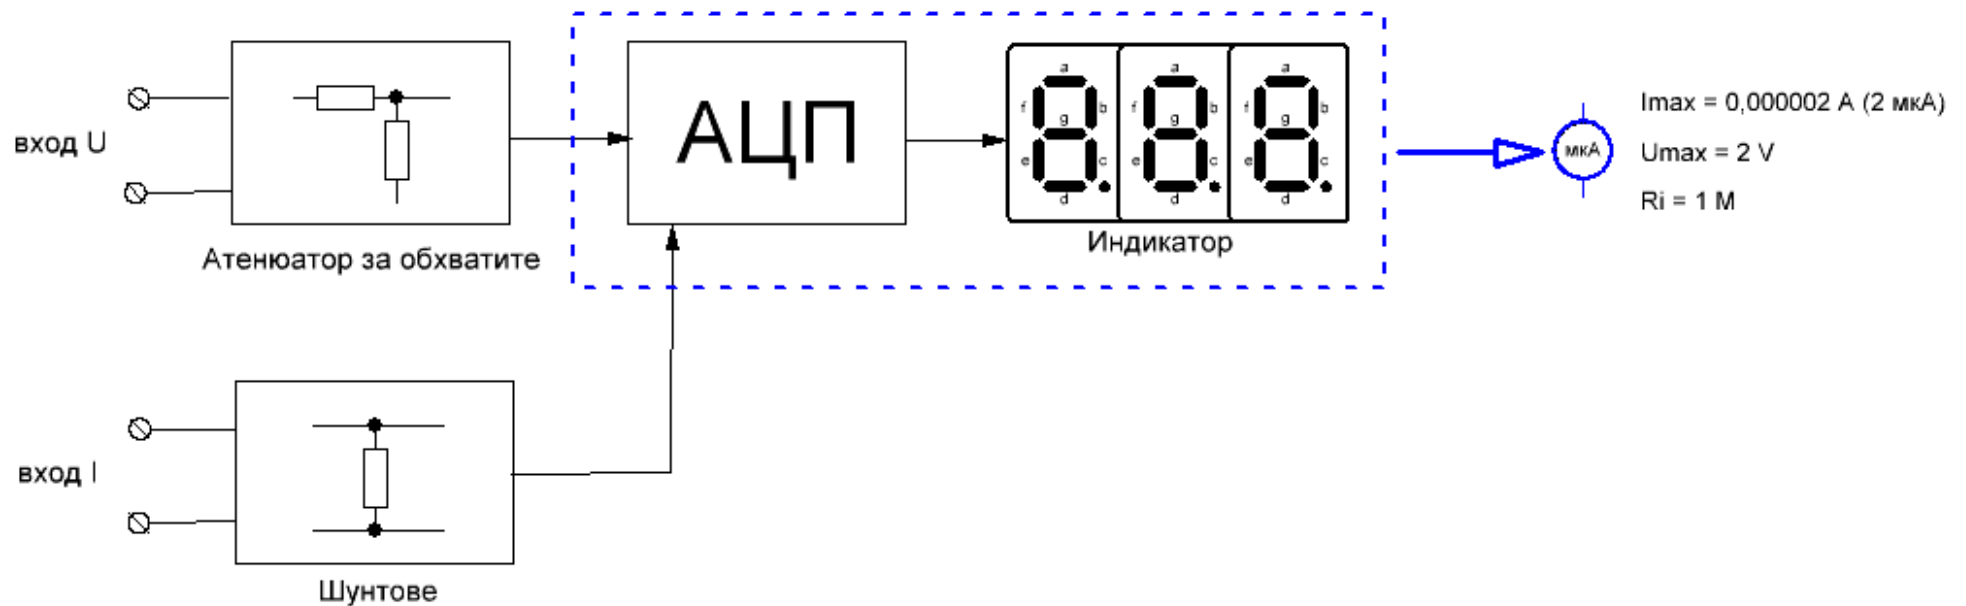 вход U
Атенюатор за обхватите
АЦП
a
f b
g
e c
d
a
f b
g
e c
d
a
f b
g
e c
d
Индикатор
мкА
Imax = 0,000002 A (2 мкА)
Umax = 2 V
Ri = 1 M
вход I
Шунтове